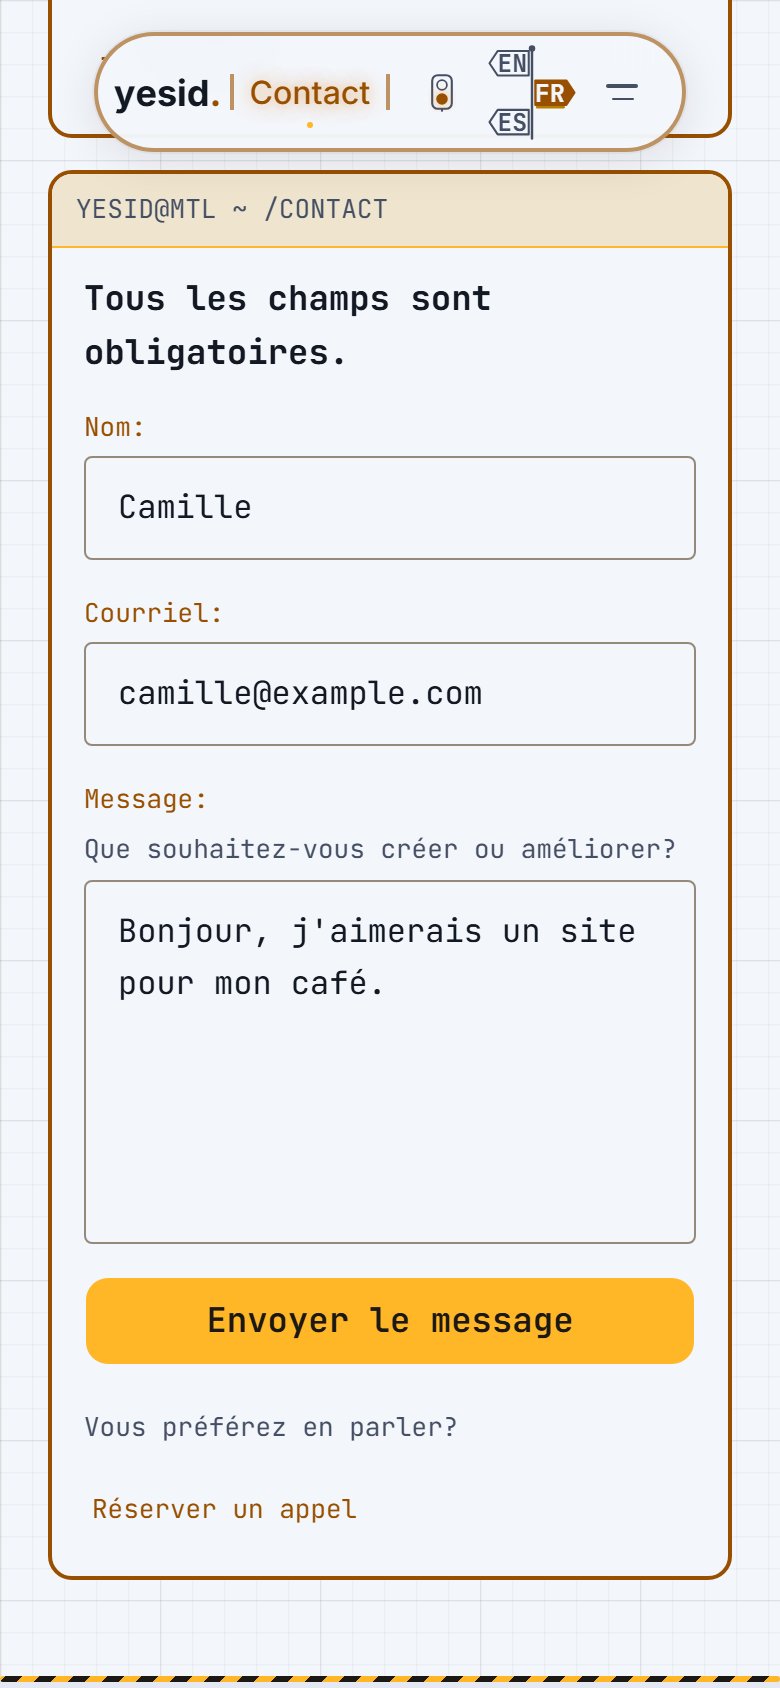 yesid.
Contact
EN
FR
ES
YESID@MTL ~ /CONTACT
Tous les champs sont
obligatoires.
Nom:
Camille
Courriel:
camille@example.com
Message:
Que souhaitez-vous créer ou améliorer?
Bonjour, j'aimerais un site
pour mon café.
Envoyer le message
Vous préférez en parler?
Réserver un appel